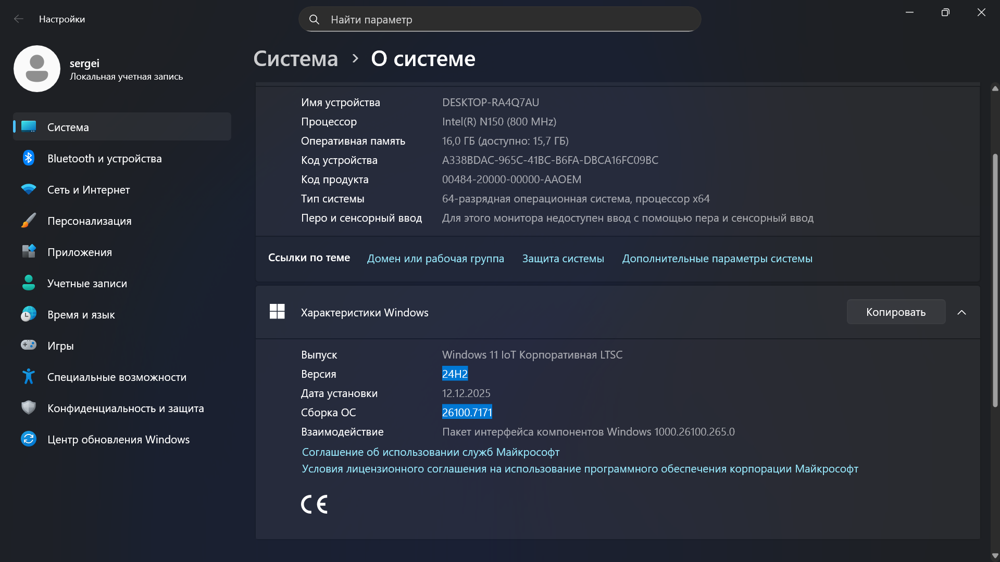 Настройки
Найти параметр
sergei
Локальная учетная запись
Система
Bluetooth и устройства
Сеть и Интернет
Персонализация
Приложения
Учетные записи
Время и язык
Игры
Специальные возможности
Конфиденциальность и защита
Центр обновления Windows
Система › О системе
Имя устройства DESKTOP-RA4Q7AU
Процессор Intel(R) N150 (800 MHz)
Оперативная память 16,0 ГБ (доступно: 15,7 ГБ)
Код устройства A338BDAC-965C-41BC-B6FA-DBCA16FC09BC
Код продукта 00484-20000-00000-AAOEM
Тип системы 64-разрядная операционная система, процессор x64
Перо и сенсорный ввод Для этого монитора недоступен ввод с помощью пера и сенсорный ввод
Ссылки по теме Домен или рабочая группа Защита системы Дополнительные параметры системы
Характеристики Windows Копировать
Выпуск Windows 11 IoT Корпоративная LTSC
Версия 24H2
Дата установки 12.12.2025
Сборка ОС 26100.7171
Взаимодействие Пакет интерфейса компонентов Windows 1000.26100.265.0
Соглашение об использовании служб Майкрософт
Условия лицензионного соглашения на использование программного обеспечения корпорации Майкрософт
CE